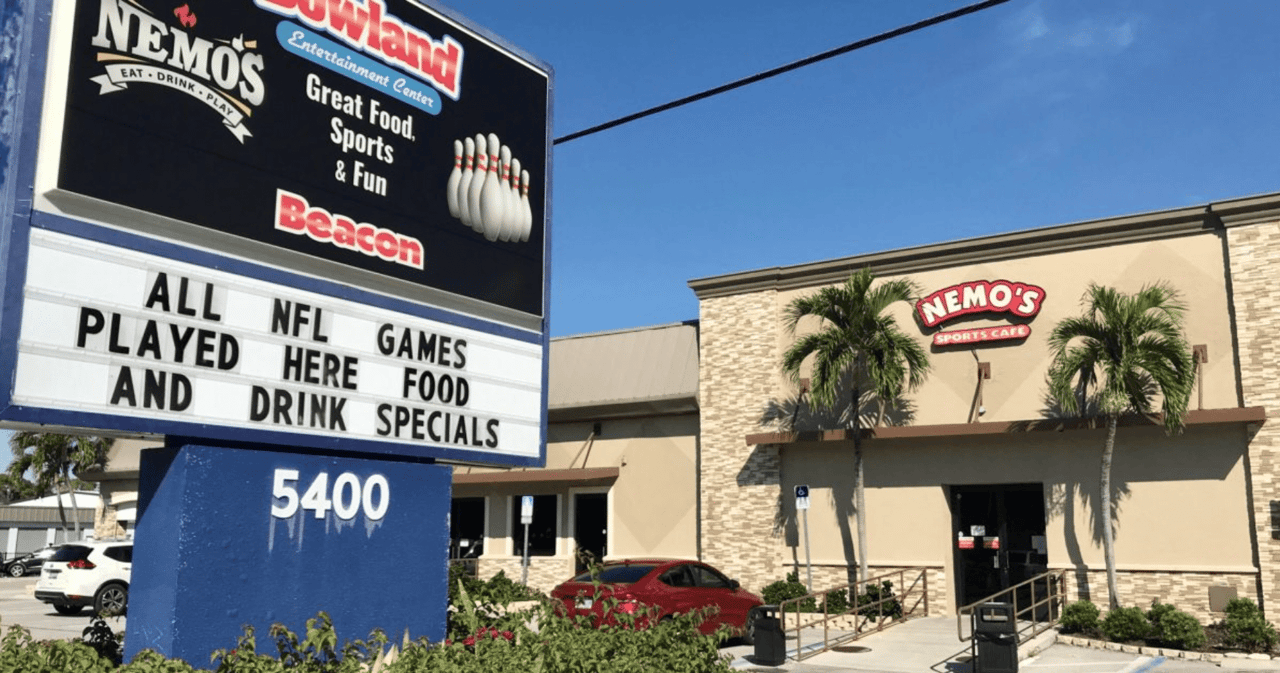 NEMO'S
EAT • DRINK • PLAY
Bowland
Entertainment Center
Great Food,
Sports
& Fun
Beacon
ALL NFL GAMES
PLAYED HERE FOOD
AND DRINK SPECIALS
5400
NEMO'S
SPORTS CAFE